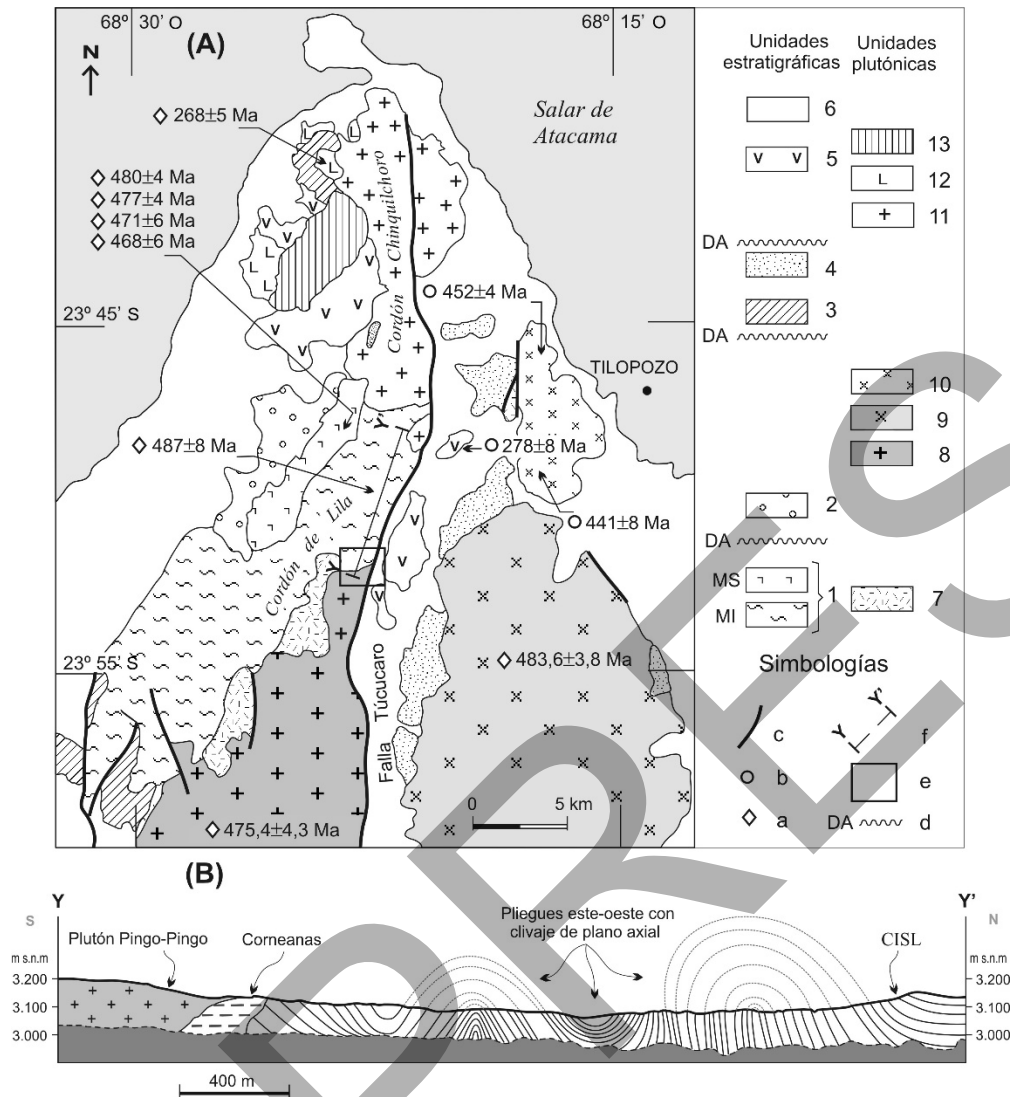 68º 30' O
68º 15' O
(A)
N
Salar de
Atacama
268±5 Ma
480±4 Ma
477±4 Ma
471±6 Ma
468±6 Ma
Cordón Chinquilchoro
452±4 Ma
23º 45' S
TILOPOZO
Y'
487±8 Ma
278±8 Ma
441±8 Ma
Cordón de Lila
Y
23º 55' S
483,6±3,8 Ma
Falla Túcucaro
0 5 km
475,4±4,3 Ma
Unidades
estratigráficas
Unidades
plutónicas
6
13
v v 5
L 12
+ 11
DA
4
3
DA
10
9
8
2
DA
MS
MI
1
7
Simbologías
c
Y Y'
f
b
e
a
DA d
(B)
Y
Y'
S
N
Plutón Pingo-Pingo
Corneanas
Pliegues este-oeste con
clivaje de plano axial
CISL
m s.n.m
m s.n.m
3.200
3.200
3.100
3.100
3.000
3.000
400 m
PRES